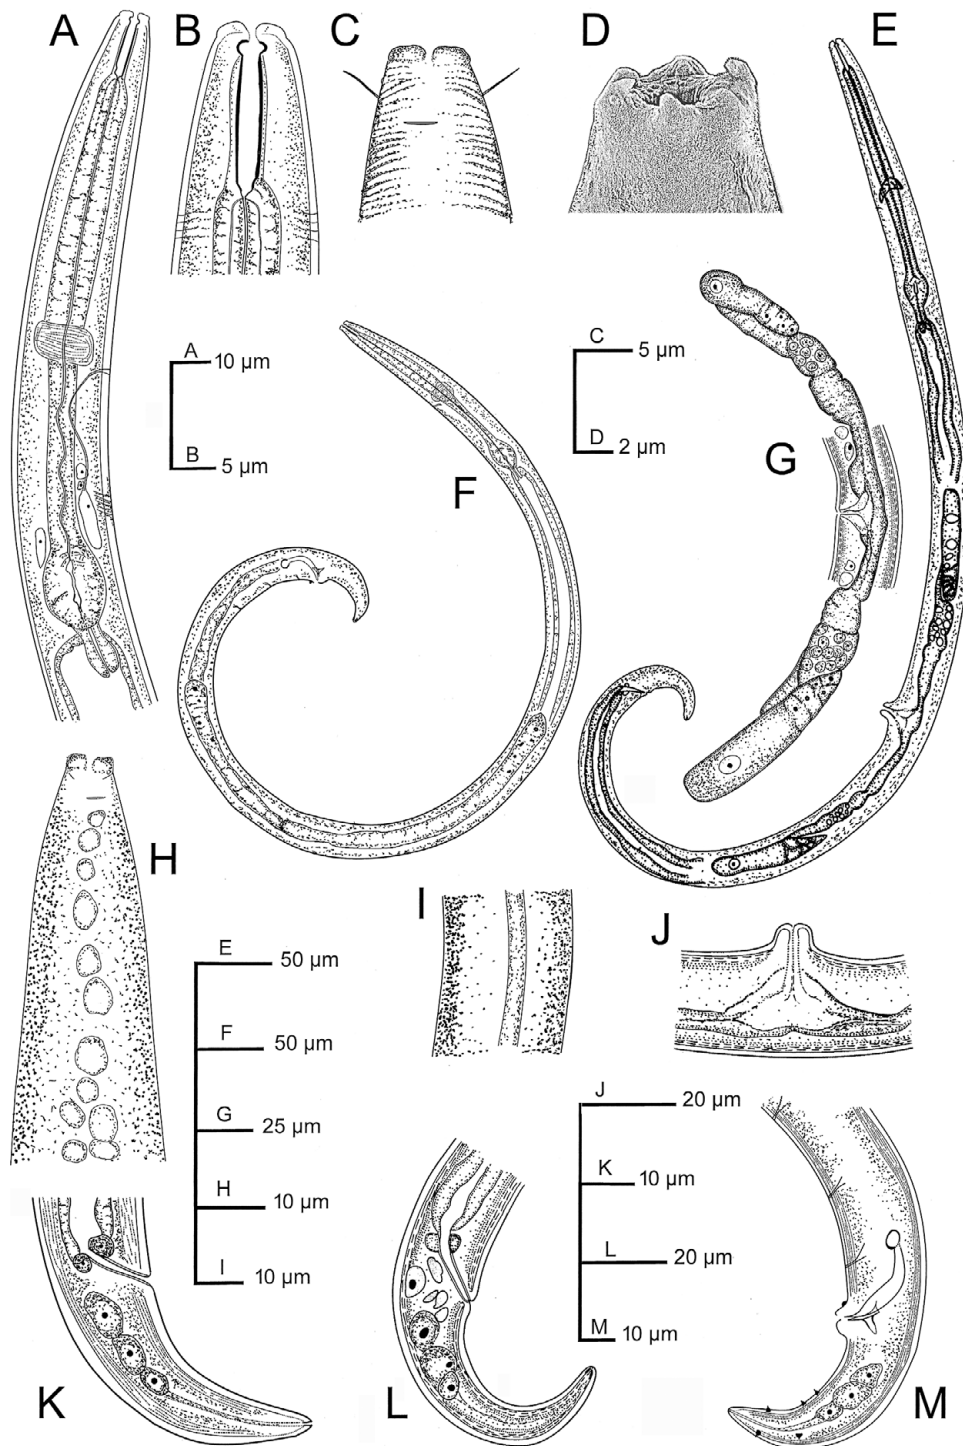 A
B
C
D
E
A 10 µm
B 5 µm
C 5 µm
D 2 µm
F
G
H
I
J
E 50 µm
F 50 µm
G 25 µm
H 10 µm
I 10 µm
J 20 µm
K 10 µm
L 20 µm
M 10 µm
K
L
M